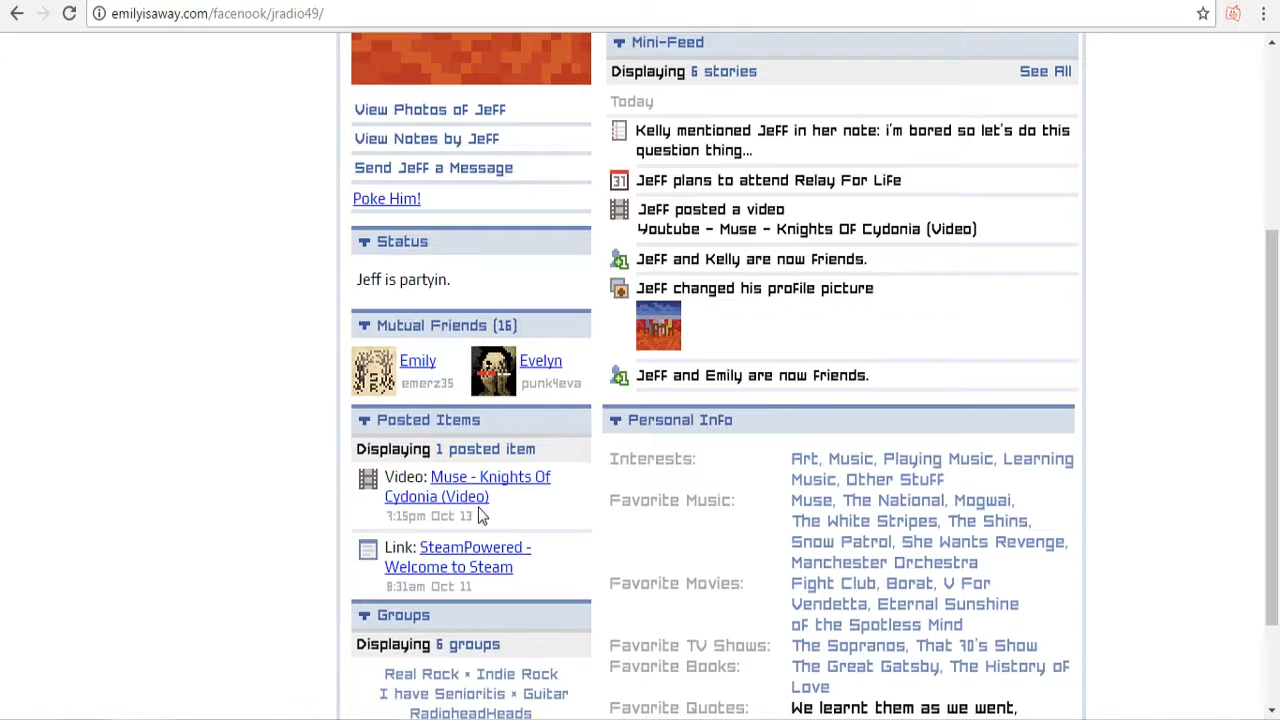 emilyisaway.com/facenook/jradio49/
View Photos of Jeff
View Notes by Jeff
Send Jeff a Message
Poke Him!
Status
Jeff is partyin.
Mutual Friends (16)
Emily
emerz35
Evelyn
punk4eva
Posted Items
Displaying 1 posted item
Video: Muse - Knights Of
Cydonia (Video)
7:15pm Oct 13
Link: SteamPowered -
Welcome to Steam
8:31am Oct 11
Groups
Displaying 6 groups
Real Rock × Indie Rock
I have Senioritis × Guitar
RadioheadHeads
Mini-Feed
Displaying 6 stories
See All
Today
Kelly mentioned Jeff in her note: i'm bored so let's do this
question thing...
31
Jeff plans to attend Relay For Life
Jeff posted a video
Youtube - Muse - Knights Of Cydonia (Video)
Jeff and Kelly are now friends.
Jeff changed his profile picture
Jeff and Emily are now friends.
Personal Info
Interests: Art, Music, Playing Music, Learning
Music, Other Stuff
Favorite Music: Muse, The National, Mogwai,
The White Stripes, The Shins,
Snow Patrol, She Wants Revenge,
Manchester Orchestra
Favorite Movies: Fight Club, Borat, V For
Vendetta, Eternal Sunshine
of the Spotless Mind
Favorite TV Shows: The Sopranos, That 70's Show
Favorite Books: The Great Gatsby, The History of
Love
Favorite Quotes: We learnt them as we went,